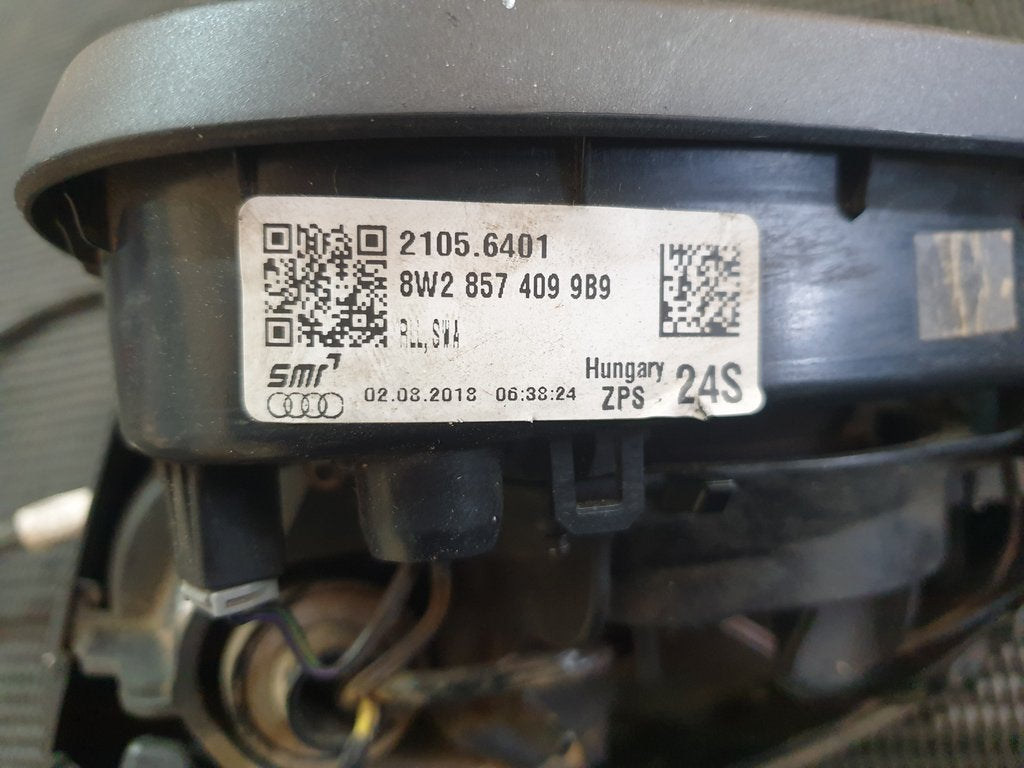 2105.6401
8W2 857 409 9B9
RLL, SWA
smr
02.08.2018 06:38:24
Hungary
ZPS
24S